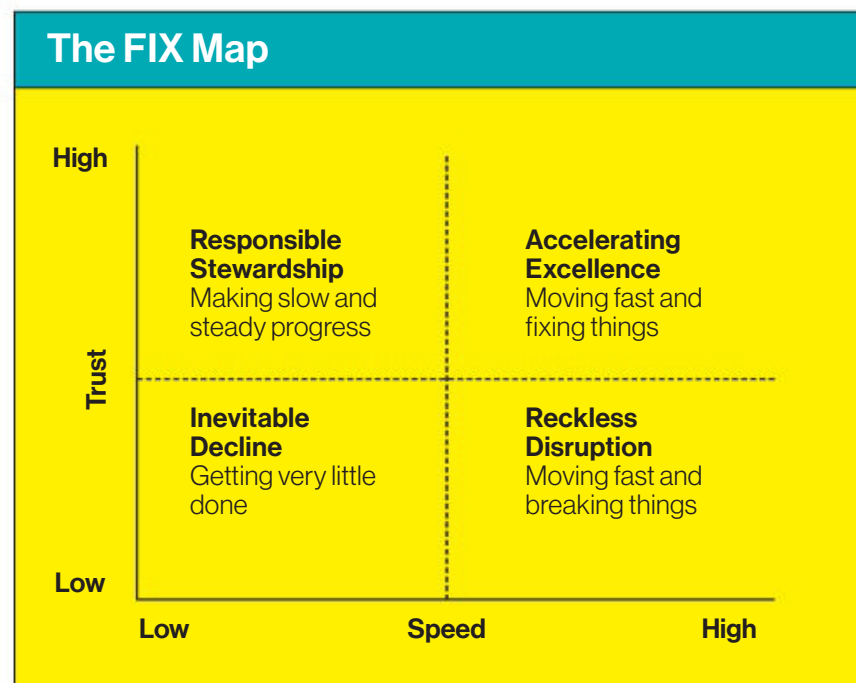 The FIX Map
High
Responsible
Stewardship
Making slow and
steady progress
Accelerating
Excellence
Moving fast and
fixing things
Trust
Inevitable
Decline
Getting very little
done
Reckless
Disruption
Moving fast and
breaking things
Low
Low
Speed
High